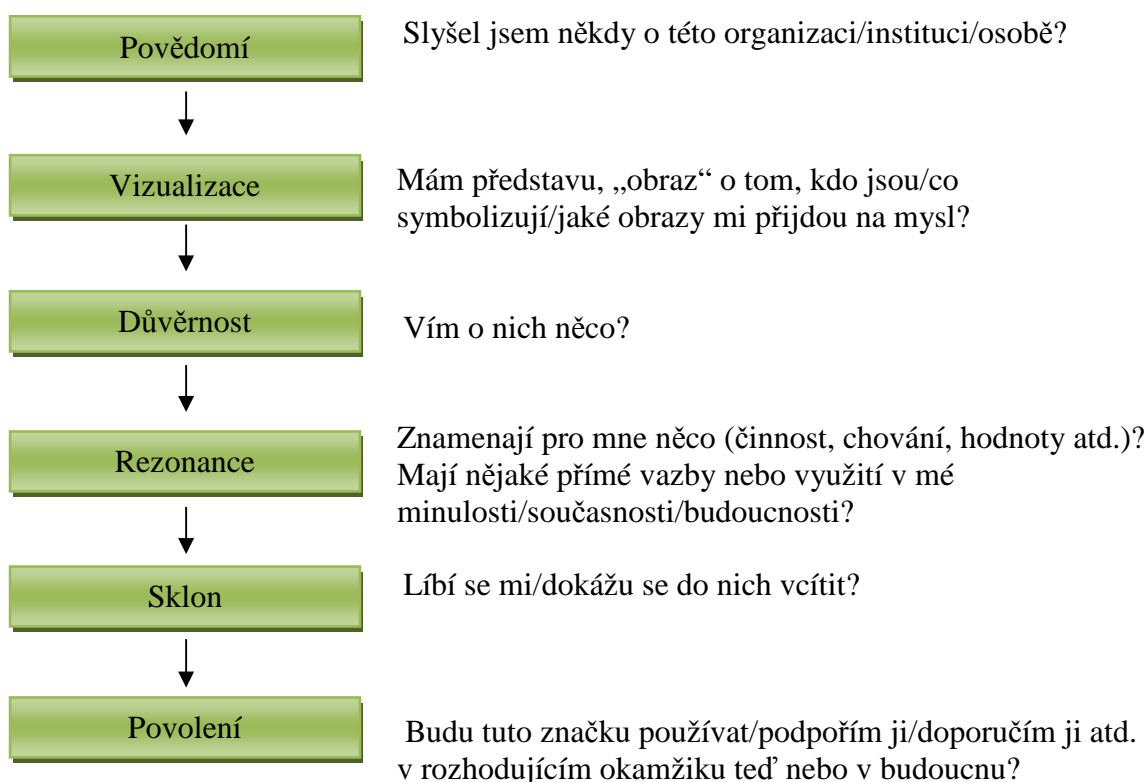 Povědomí
Slyšel jsem někdy o této organizaci/instituci/osobě?
Vizualizace
Mám představu, „obraz“ o tom, kdo jsou/co
symbolizují/jaké obrazy mi přijdou na mysl?
Důvěrnost
Vím o nich něco?
Rezonance
Znamenají pro mne něco (činnost, chování, hodnoty atd.)?
Mají nějaké přímé vazby nebo využití v mé
minulosti/současnosti/budoucnosti?
Sklon
Líbí se mi/dokážu se do nich vcítit?
Povolení
Budu tuto značku používat/podpořím ji/doporučím ji atd.
v rozhodujícím okamžiku teď nebo v budoucnu?